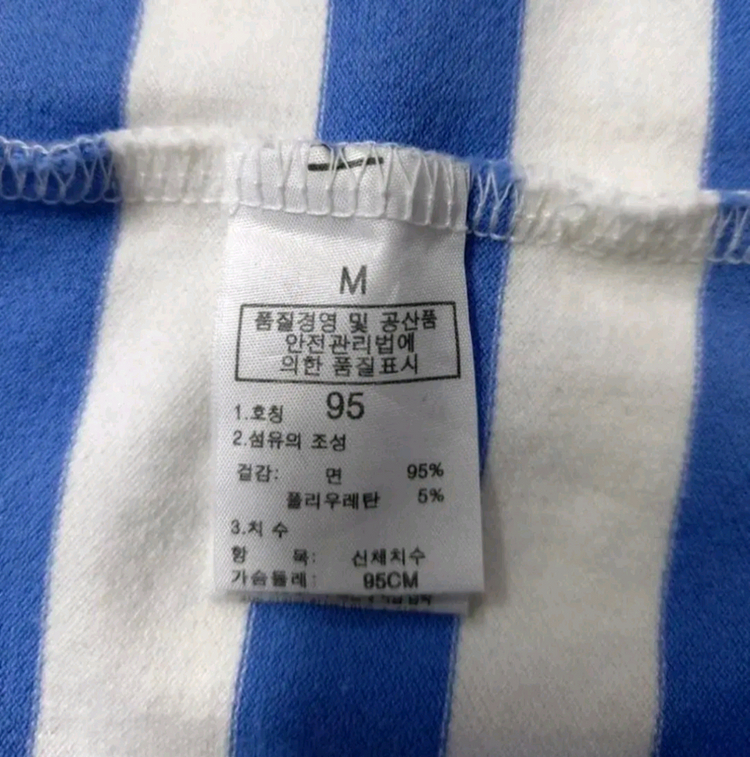 M
품질경영 및 공산품
안전관리법에
의한 품질표시
1.호칭 95
2.섬유의 조성
겉감: 면 95%
폴리우레탄 5%
3.치 수
항 목: 신체치수
가슴둘레: 95CM